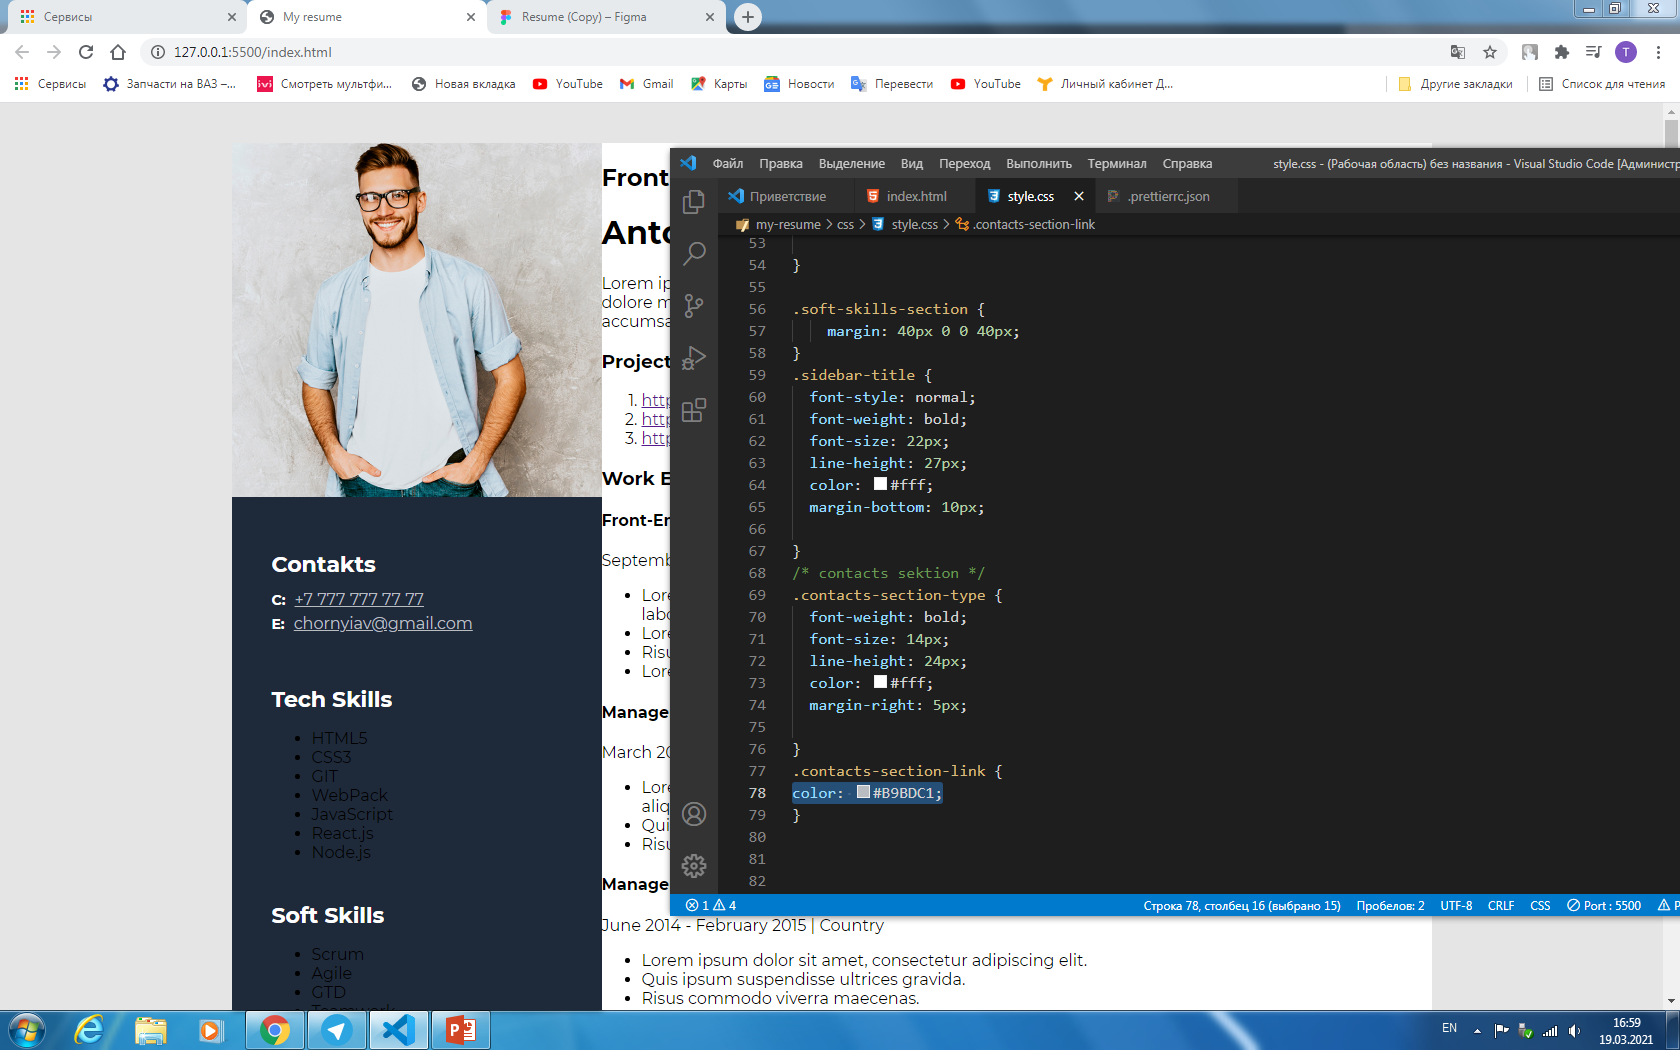 Сервисы
My resume
Resume (Copy) – Figma
127.0.0.1:5500/index.html
T
Сервисы
Запчасти на ВАЗ –...
ivi
Смотреть мультфи...
Новая вкладка
YouTube
Gmail
Карты
Новости
Перевести
YouTube
Личный кабинет Д...
Другие закладки
Список для чтения
Front
Lorem ip
dolore m
accumsa
Project
1. http
2. http
3. http
Work E
Front-En
Septemb
Lore
labo
Lore
Risu
Lore
Manage
March 20
Lore
aliq
Qui
Risu
Manage
June 2014 - February 2015 | Country
Lorem ipsum dolor sit amet, consectetur adipiscing elit.
Quis ipsum suspendisse ultrices gravida.
Risus commodo viverra maecenas.
Contakts
C: +7 777 777 77 77
E: chornyiav@gmail.com
Tech Skills
HTML5
CSS3
GIT
WebPack
JavaScript
React.js
Node.js
Soft Skills
Scrum
Agile
GTD
Teamwork
Файл Правка Выделение Вид Переход Выполнить Терминал Справка
style.css - (Рабочая область) без названия - Visual Studio Code [Администр
Приветствие
index.html
style.css
.prettierrc.json
my-resume > css > style.css > .contacts-section-link
53
54 }
55
56 .soft-skills-section {
57 margin: 40px 0 0 40px;
58 }
59 .sidebar-title {
60 font-style: normal;
61 font-weight: bold;
62 font-size: 22px;
63 line-height: 27px;
64 color: #fff;
65 margin-bottom: 10px;
66
67 }
68 /* contacts sektion */
69 .contacts-section-type {
70 font-weight: bold;
71 font-size: 14px;
72 line-height: 24px;
73 color: #fff;
74 margin-right: 5px;
75
76 }
77 .contacts-section-link {
78 color: #B9BDC1;
79 }
80
81
82
1 4
Строка 78, столбец 16 (выбрано 15)
Пробелов: 2
UTF-8
CRLF
CSS
Port : 5500
EN
16:59
19.03.2021